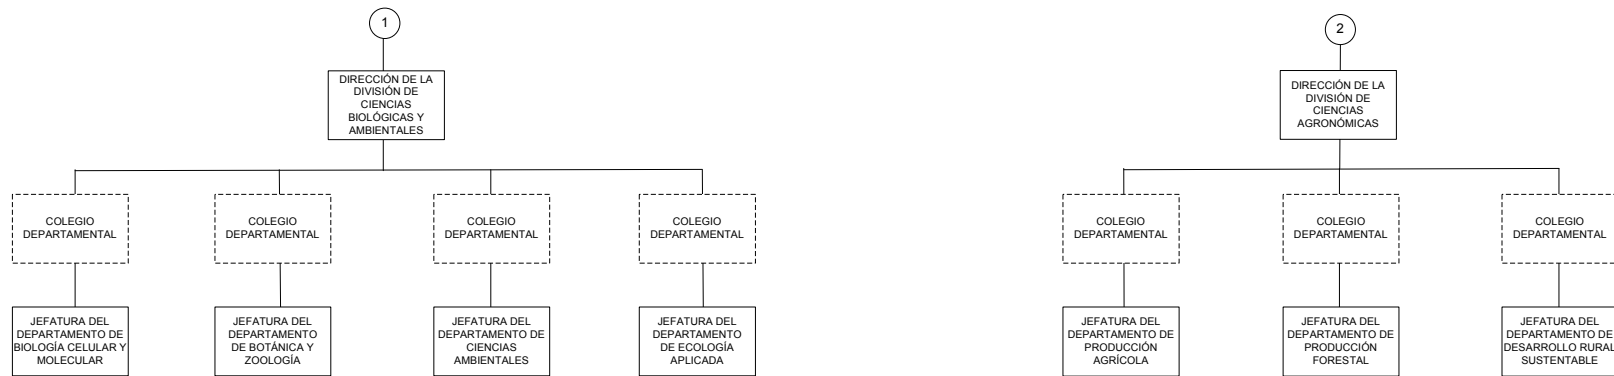 1
DIRECCIÓN DE LA
DIVISIÓN DE
CIENCIAS
BIOLÓGICAS Y
AMBIENTALES
COLEGIO
DEPARTAMENTAL
COLEGIO
DEPARTAMENTAL
COLEGIO
DEPARTAMENTAL
COLEGIO
DEPARTAMENTAL
JEFATURA DEL
DEPARTAMENTO DE
BIOLOGÍA CELULAR Y
MOLECULAR
JEFATURA DEL
DEPARTAMENTO
DE BOTÁNICA Y
ZOOLOGÍA
JEFATURA DEL
DEPARTAMENTO DE
CIENCIAS
AMBIENTALES
JEFATURA DEL
DEPARTAMENTO
DE ECOLOGÍA
APLICADA
2
DIRECCIÓN DE LA
DIVISIÓN DE
CIENCIAS
AGRONÓMICAS
COLEGIO
DEPARTAMENTAL
COLEGIO
DEPARTAMENTAL
COLEGIO
DEPARTAMENTAL
JEFATURA DEL
DEPARTAMENTO DE
PRODUCCIÓN
AGRÍCOLA
JEFATURA DEL
DEPARTAMENTO DE
PRODUCCIÓN
FORESTAL
JEFATURA DEL
DEPARTAMENTO DE
DESARROLLO RURAL
SUSTENTABLE